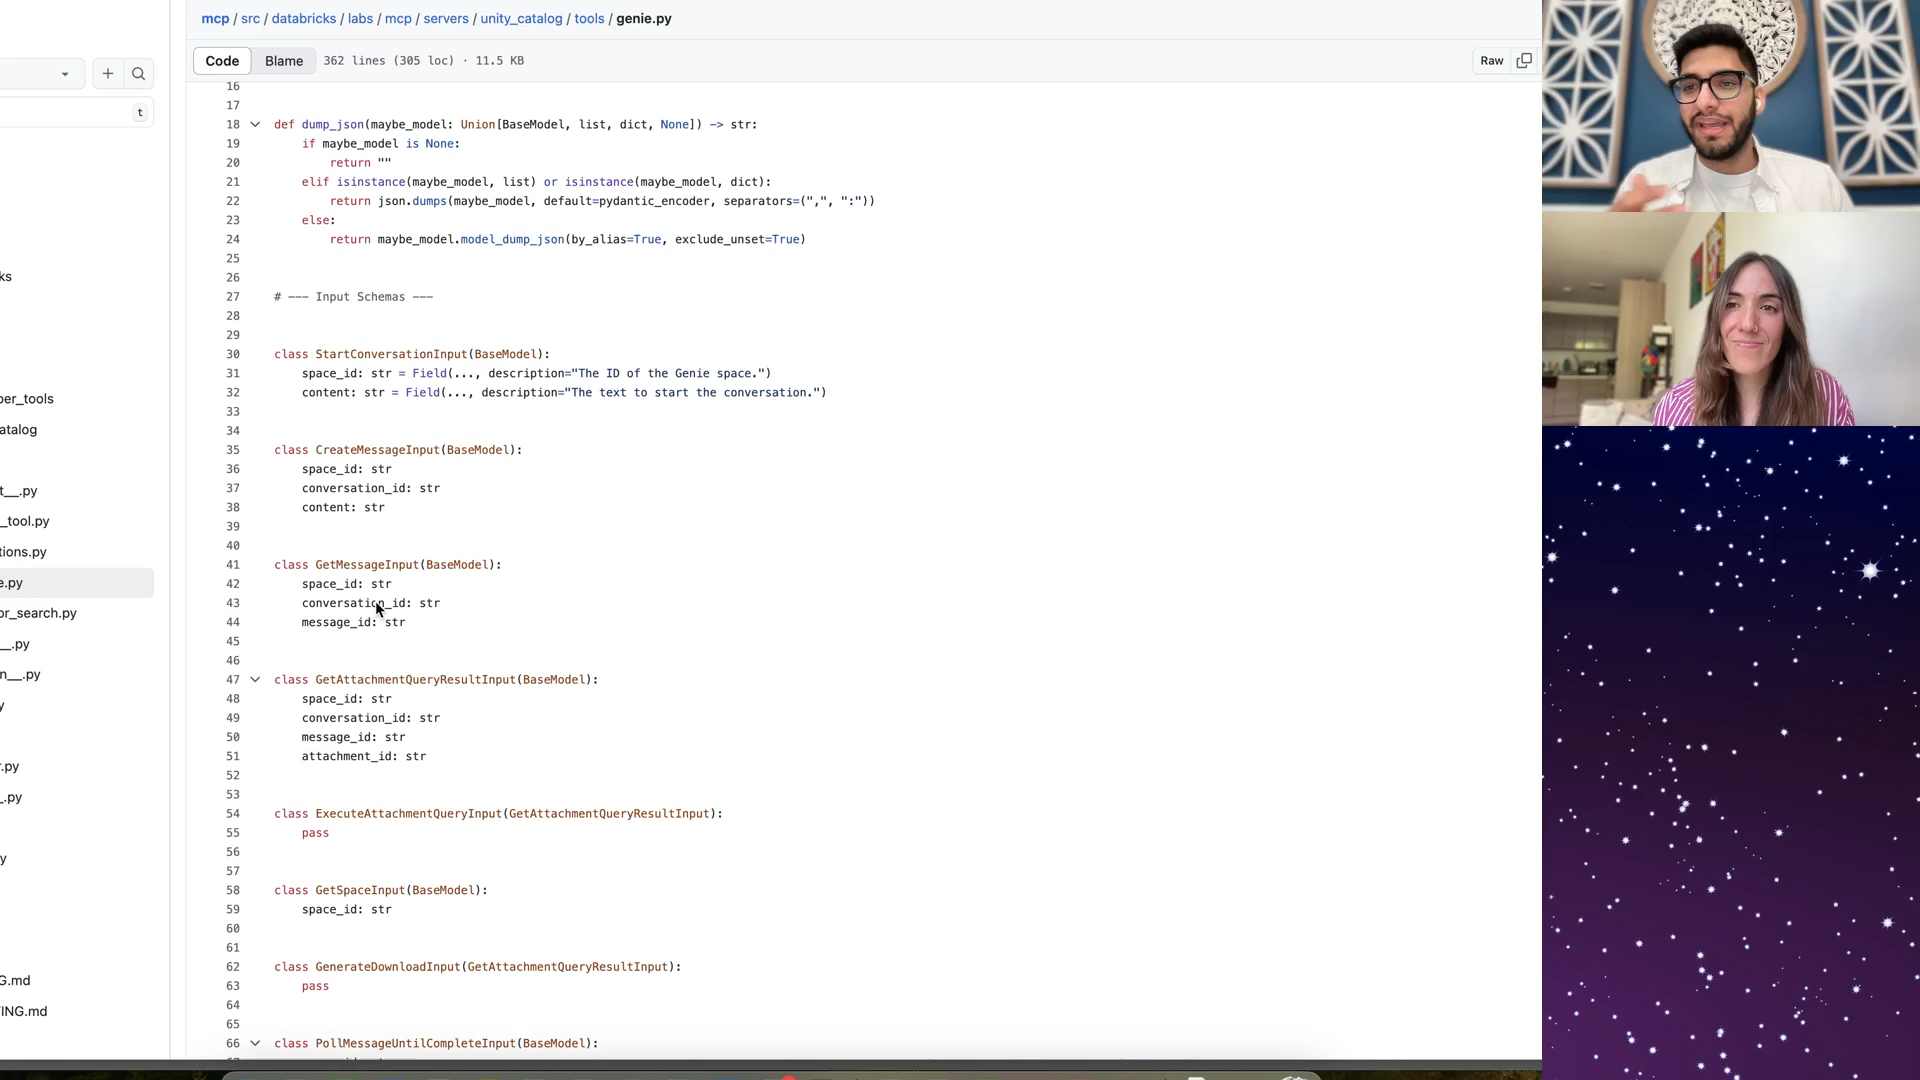 mcp / src / databricks / labs / mcp / servers / unity_catalog / tools / genie.py
Code Blame 362 lines (305 loc) · 11.5 KB Raw
t
ks
per_tools
atalog
t__.py
_tool.py
tions.py
e.py
or_search.py
__.py
n__.py
y
r.py
_.py
y
G.md
ING.md
16
17
18 def dump_json(maybe_model: Union[BaseModel, list, dict, None]) -> str:
19 if maybe_model is None:
20 return ""
21 elif isinstance(maybe_model, list) or isinstance(maybe_model, dict):
22 return json.dumps(maybe_model, default=pydantic_encoder, separators=(",", ":"))
23 else:
24 return maybe_model.model_dump_json(by_alias=True, exclude_unset=True)
25
26
27 # --- Input Schemas ---
28
29
30 class StartConversationInput(BaseModel):
31 space_id: str = Field(..., description="The ID of the Genie space.")
32 content: str = Field(..., description="The text to start the conversation.")
33
34
35 class CreateMessageInput(BaseModel):
36 space_id: str
37 conversation_id: str
38 content: str
39
40
41 class GetMessageInput(BaseModel):
42 space_id: str
43 conversation_id: str
44 message_id: str
45
46
47 class GetAttachmentQueryResultInput(BaseModel):
48 space_id: str
49 conversation_id: str
50 message_id: str
51 attachment_id: str
52
53
54 class ExecuteAttachmentQueryInput(GetAttachmentQueryResultInput):
55 pass
56
57
58 class GetSpaceInput(BaseModel):
59 space_id: str
60
61
62 class GenerateDownloadInput(GetAttachmentQueryResultInput):
63 pass
64
65
66 class PollMessageUntilCompleteInput(BaseModel):